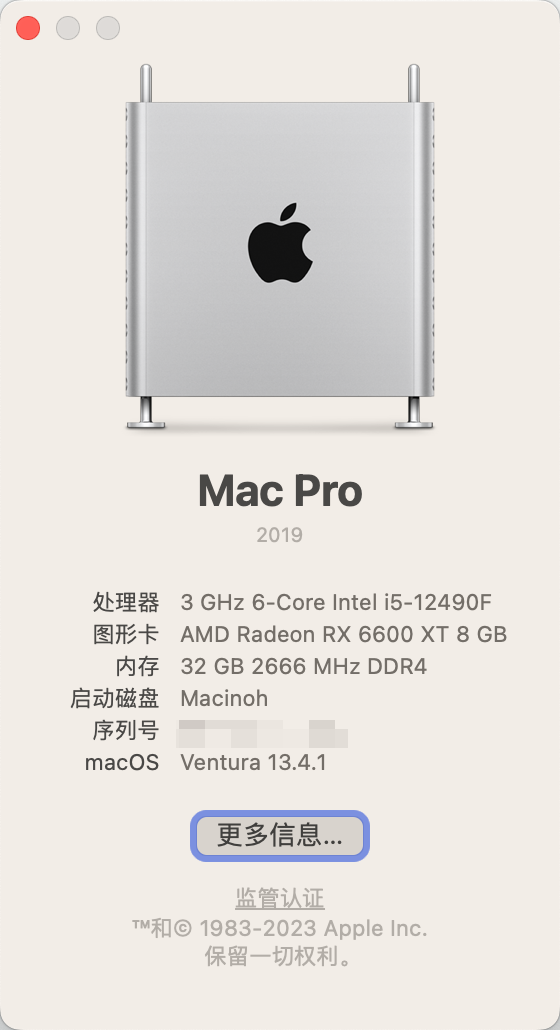 Mac Pro
2019
处理器 3 GHz 6-Core Intel i5-12490F
图形卡 AMD Radeon RX 6600 XT 8 GB
内存 32 GB 2666 MHz DDR4
启动磁盘 Macinoh
序列号
macOS Ventura 13.4.1
更多信息...
监管认证
™和© 1983-2023 Apple Inc.
保留一切权利。